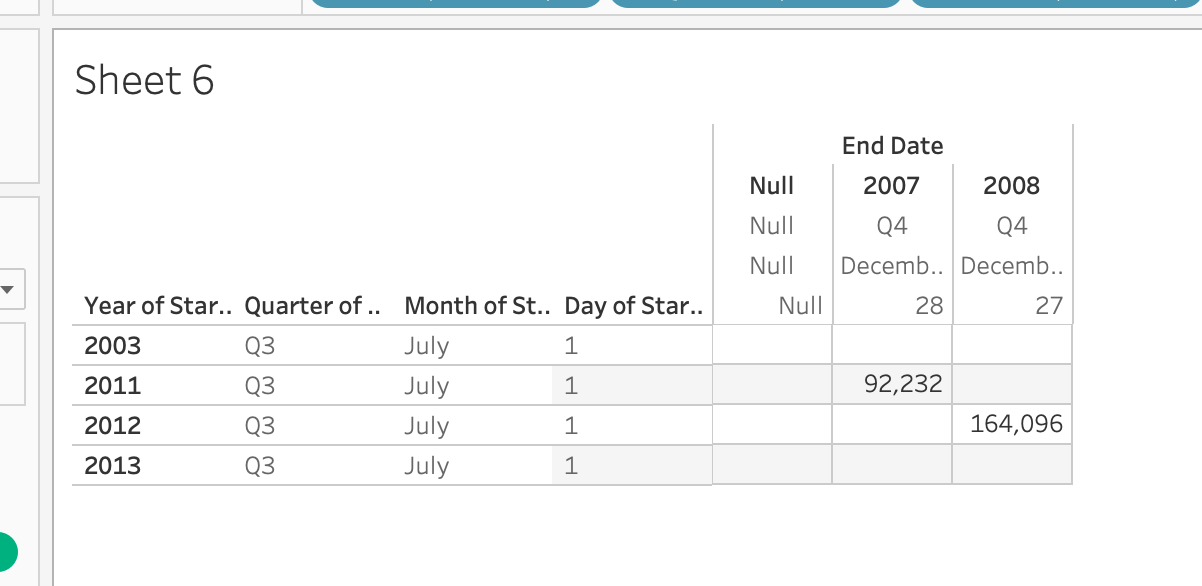 Sheet 6
End Date
Null 2007 2008
Null Q4 Q4
Null Decemb.. Decemb..
Year of Star.. Quarter of .. Month of St.. Day of Star.. Null 28 27
2003 Q3 July 1
2011 Q3 July 1 92,232
2012 Q3 July 1 164,096
2013 Q3 July 1